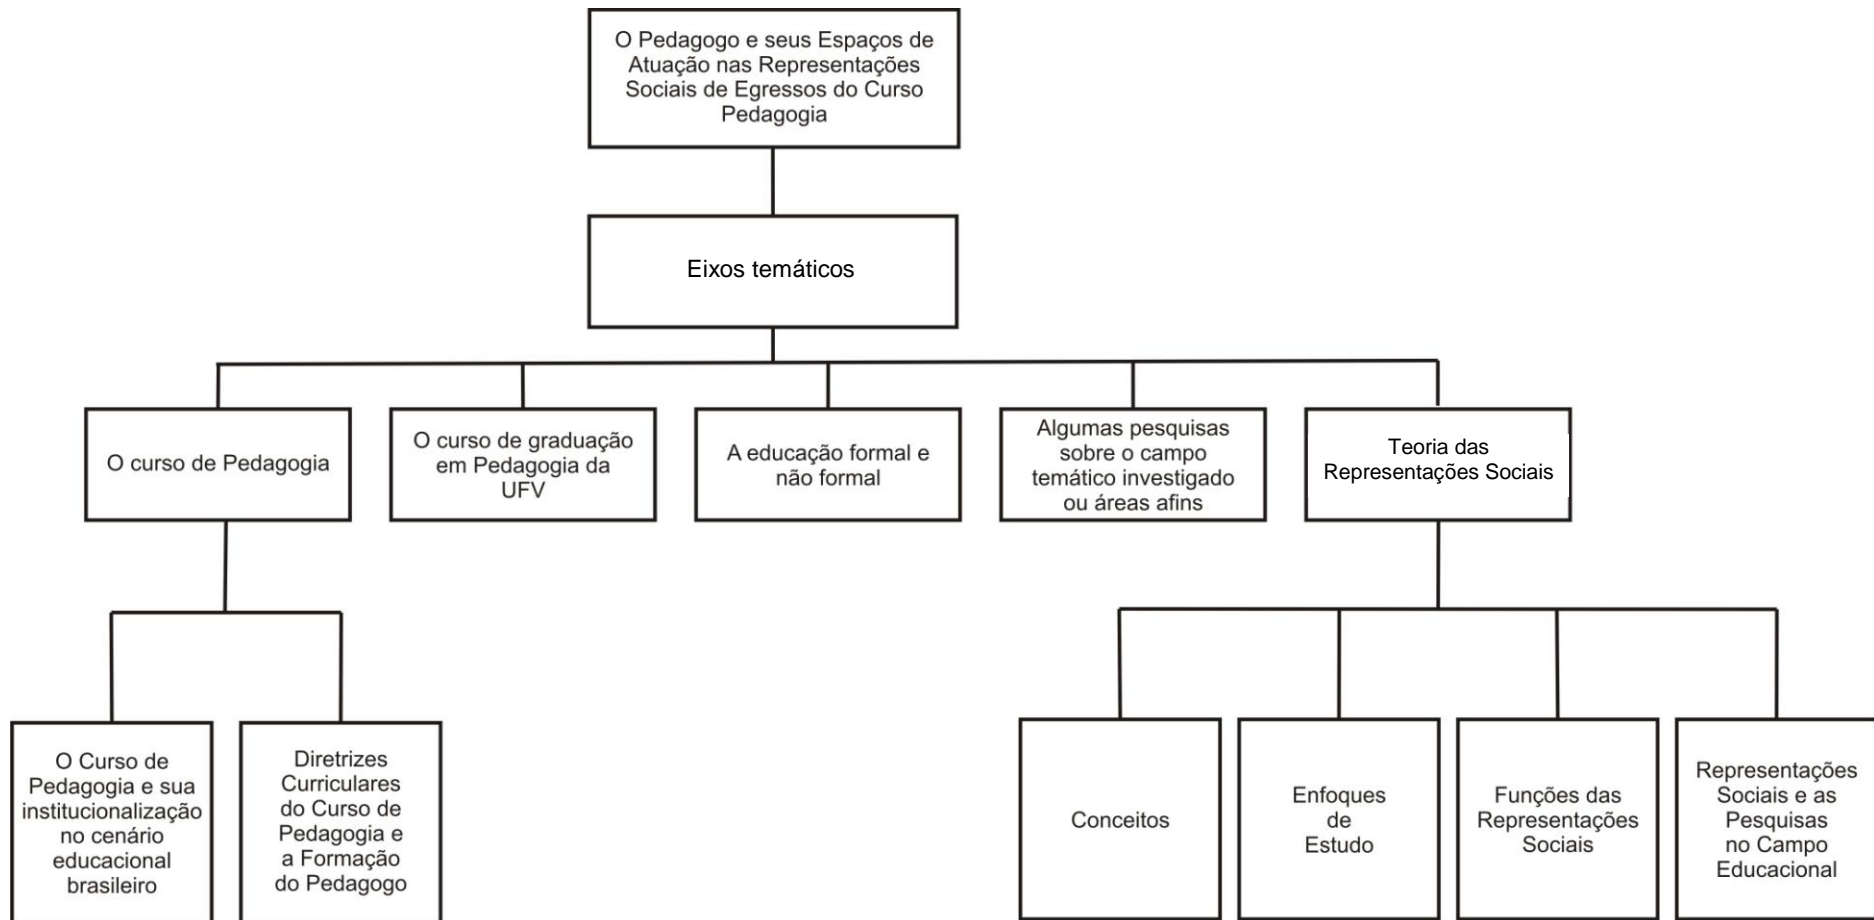 O Pedagogo e seus Espaços de
Atuação nas Representações
Sociais de Egressos do Curso
Pedagogia
Eixos temáticos
O curso de Pedagogia
O curso de graduação
em Pedagogia da
UFV
A educação formal e
não formal
Algumas pesquisas
sobre o campo
temático investigado
ou áreas afins
Teoria das
Representações Sociais
O Curso de
Pedagogia e sua
institucionalização
no cenário
educacional
brasileiro
Diretrizes
Curriculares
do Curso de
Pedagogia e
a Formação
do Pedagogo
Conceitos
Enfoques
de
Estudo
Funções das
Representações
Sociais
Representações
Sociais e as
Pesquisas
no Campo
Educacional